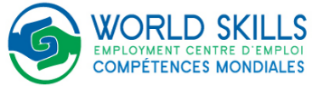 WORLD SKILLS
EMPLOYMENT CENTRE D'EMPLOI
COMPÉTENCES MONDIALES